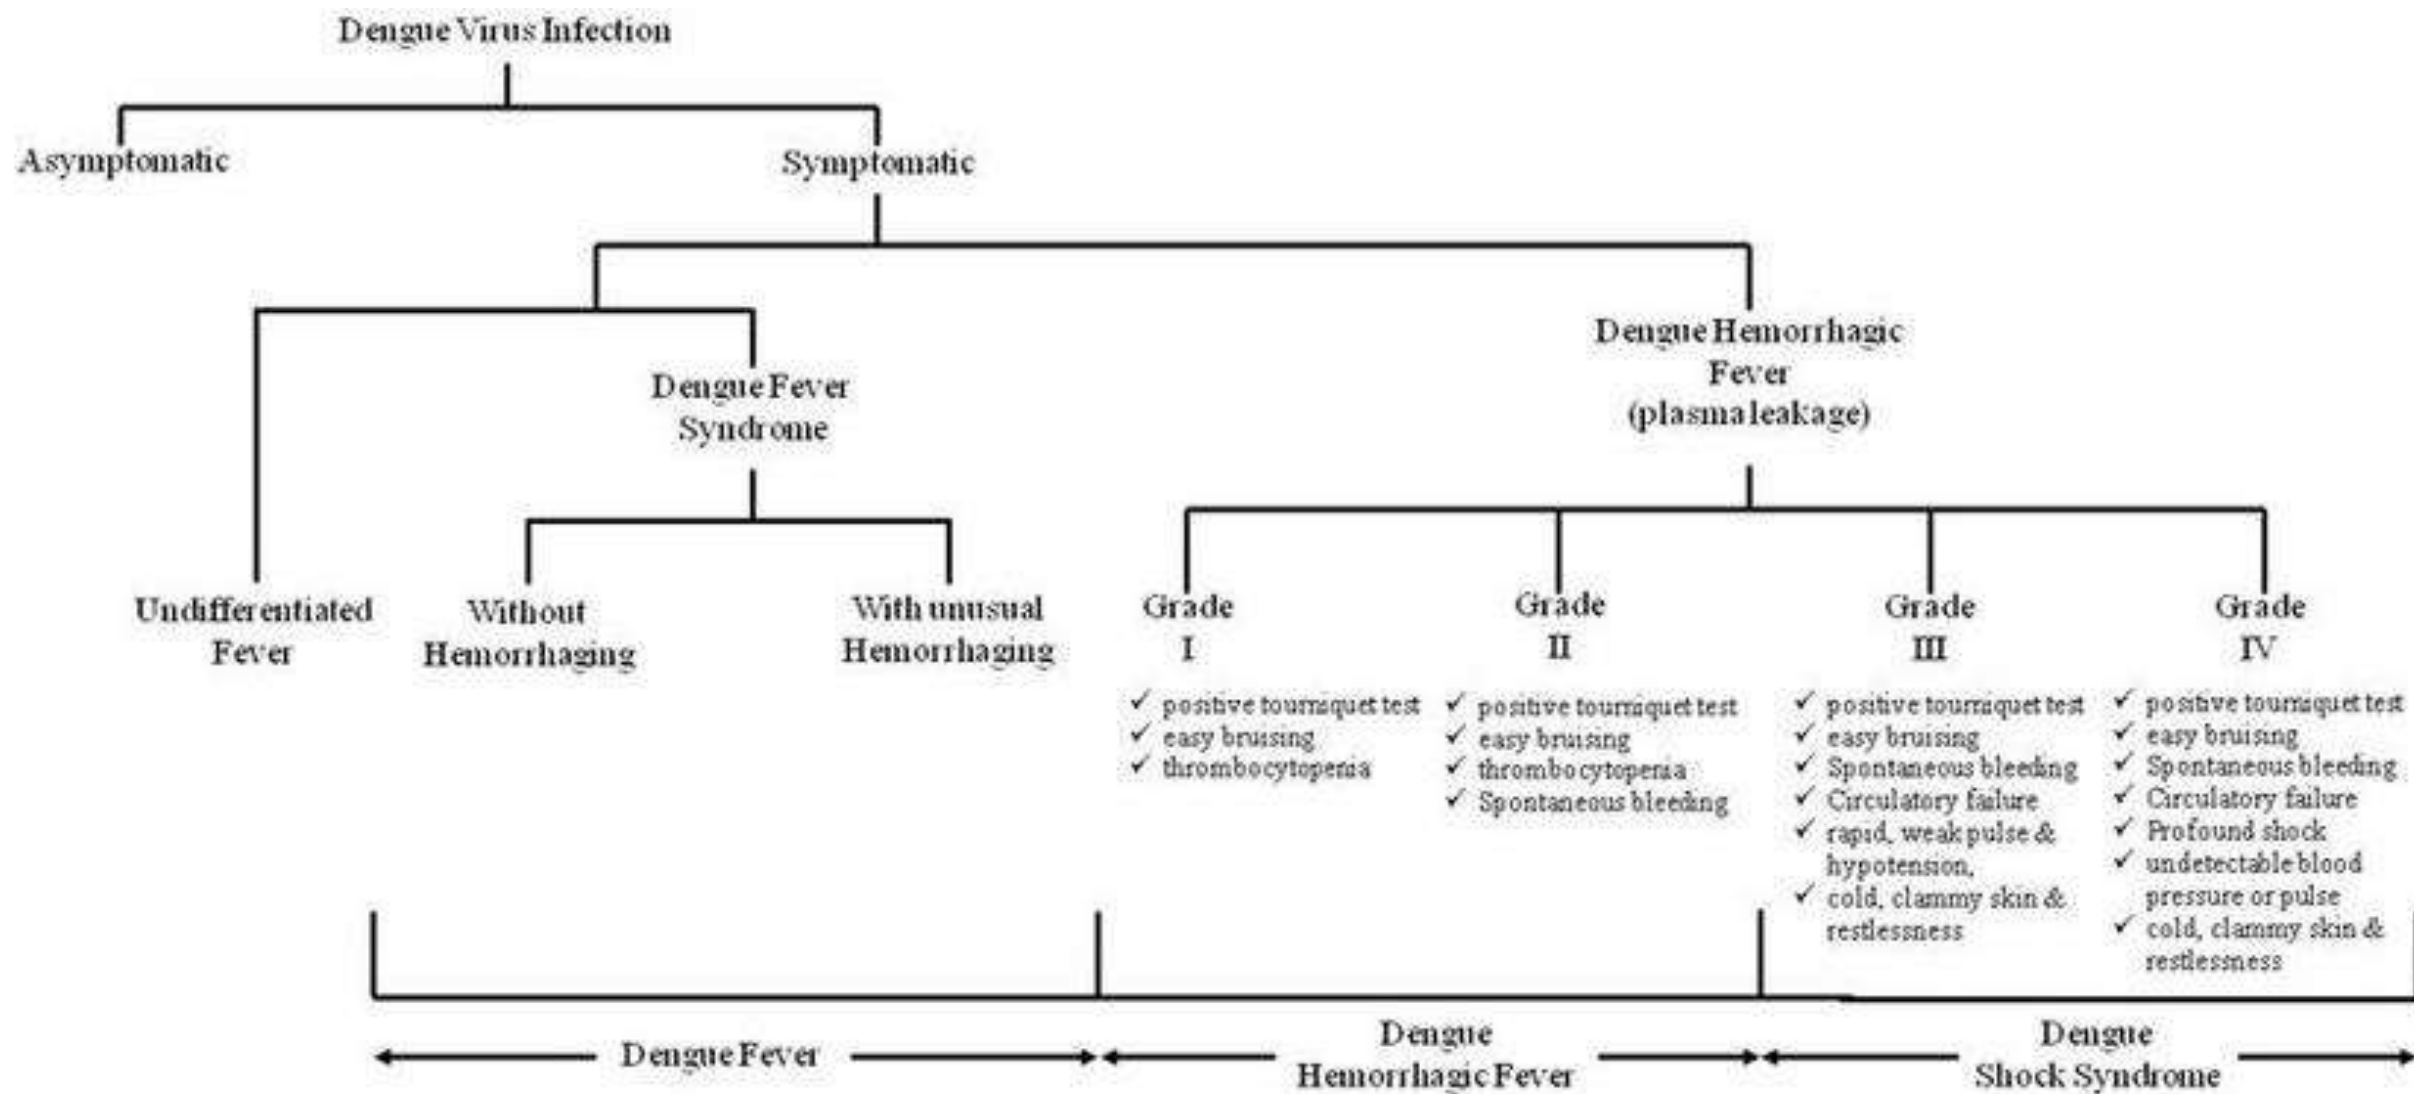 Dengue Virus Infection
Asymptomatic
Symptomatic
Dengue Fever
Syndrome
Dengue Hemorrhagic
Fever
(plasma leakage)
Undifferentiated
Fever
Without
Hemorrhaging
With unusual
Hemorrhaging
Grade
I
✓ positive tourniquet test
✓ easy bruising
✓ thrombocytopenia
Grade
II
✓ positive tourniquet test
✓ easy bruising
✓ thrombocytopenia
✓ Spontaneous bleeding
Grade
III
✓ positive tourniquet test
✓ easy bruising
✓ Spontaneous bleeding
✓ Circulatory failure
✓ rapid, weak pulse &
hypotension,
✓ cold, clammy skin &
restlessness
Grade
IV
✓ positive tourniquet test
✓ easy bruising
✓ Spontaneous bleeding
✓ Circulatory failure
✓ Profound shock
✓ undetectable blood
pressure or pulse
✓ cold, clammy skin &
restlessness
Dengue Fever
Dengue
Hemorrhagic Fever
Dengue
Shock Syndrome